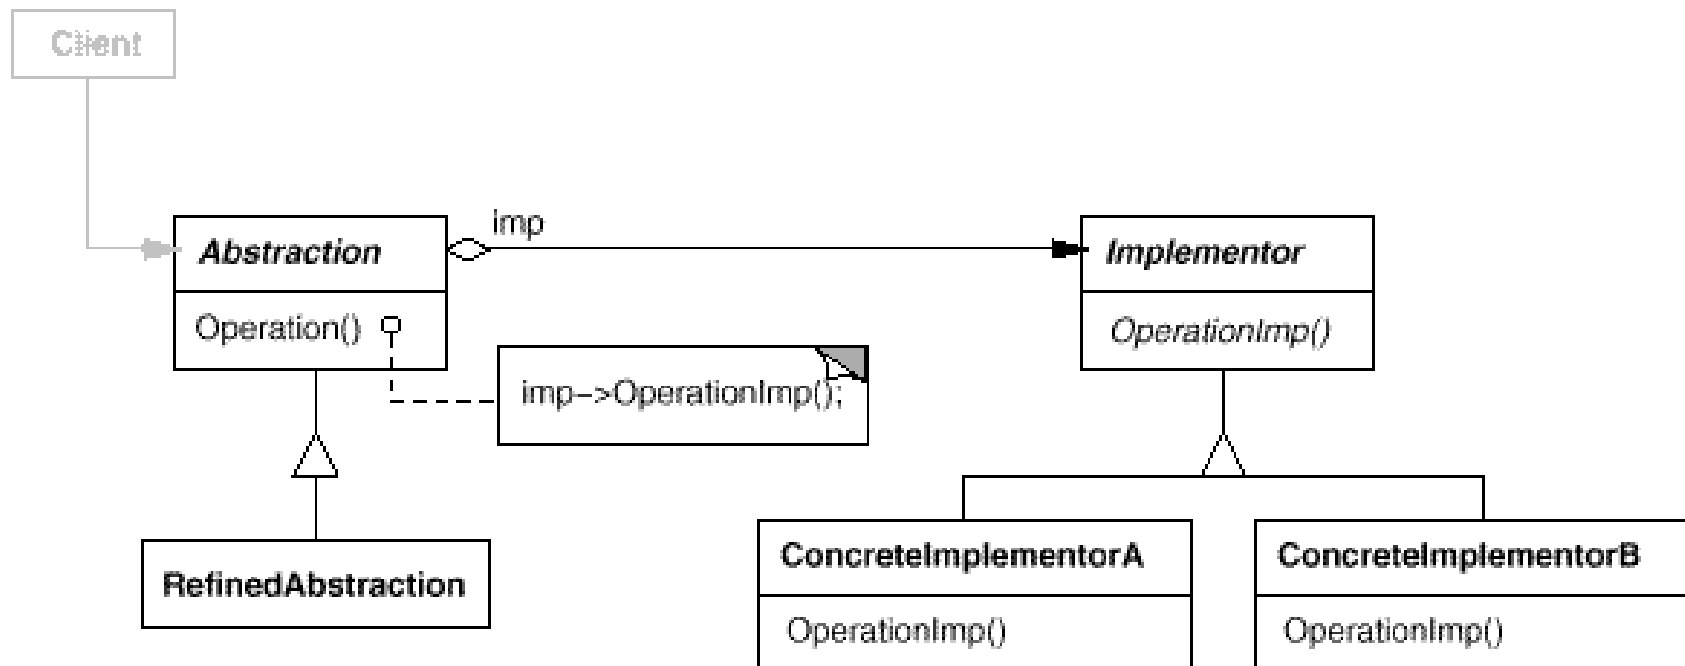 Client
imp
Abstraction
Implementor
Operation()
OperationImp()
imp->OperationImp();
ConcreteImplementorA
ConcreteImplementorB
RefinedAbstraction
OperationImp()
OperationImp()